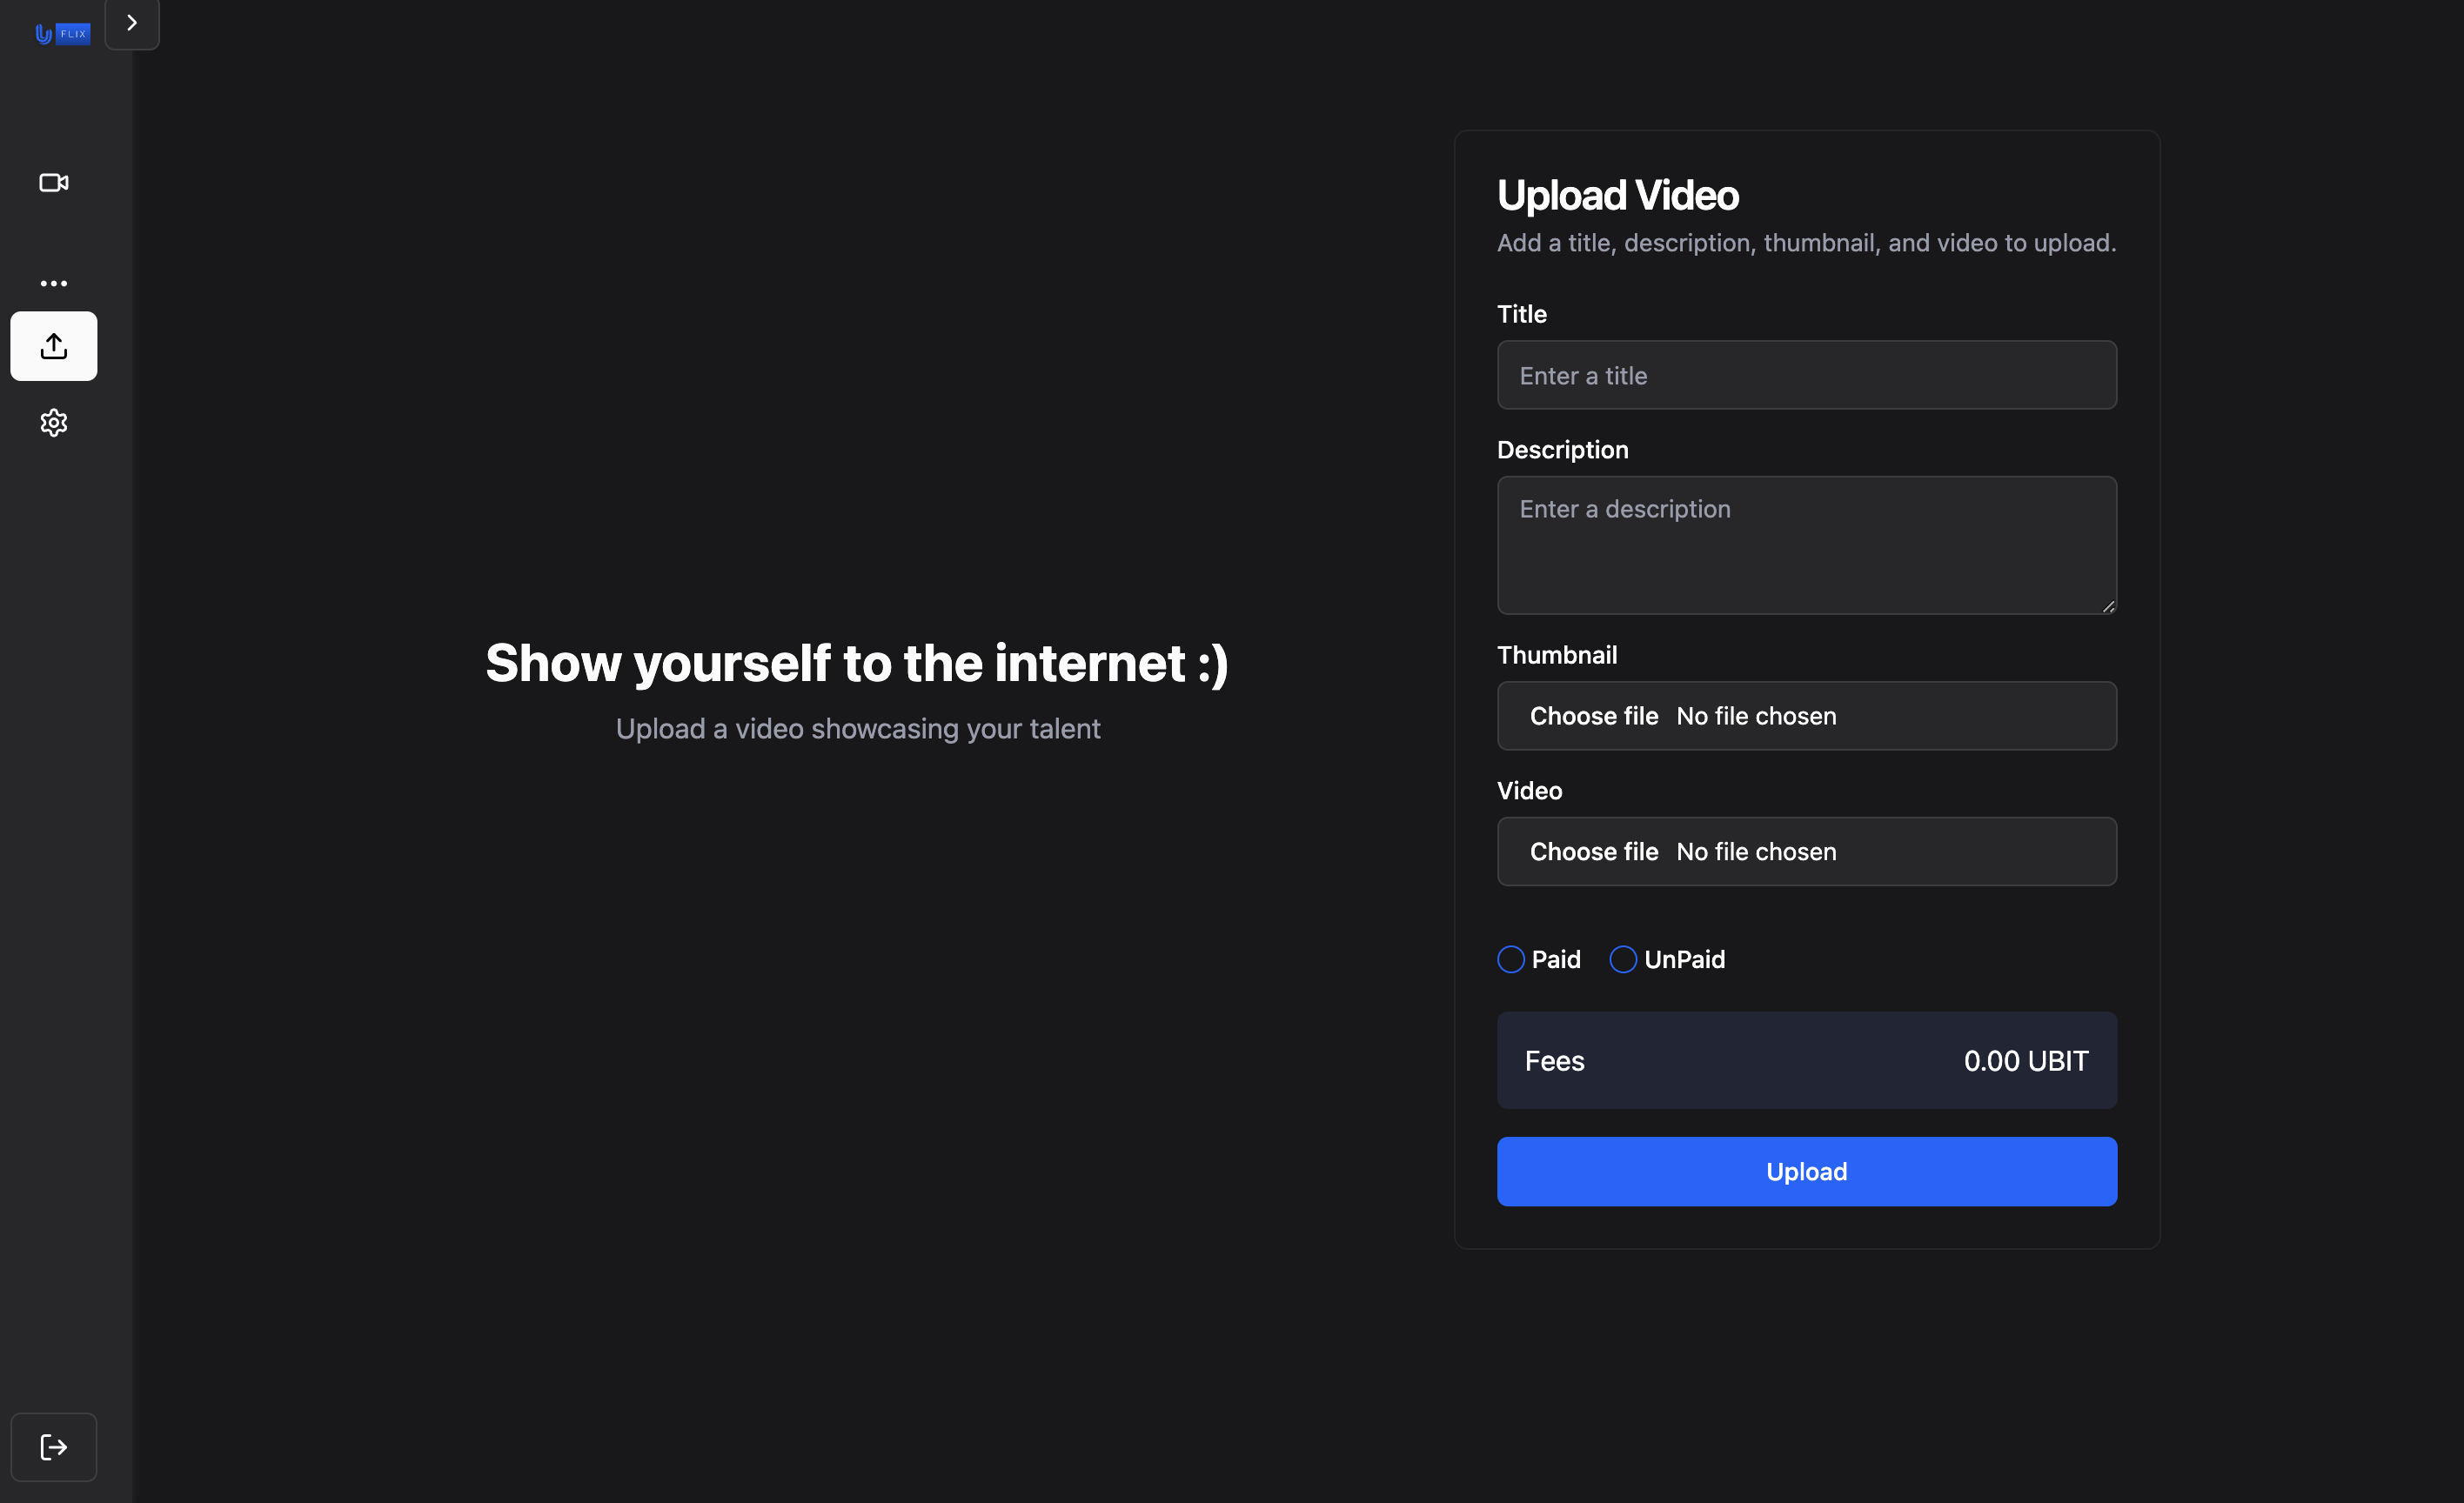 U FLIX
Show yourself to the internet :)
Upload a video showcasing your talent
Upload Video
Add a title, description, thumbnail, and video to upload.
Title
Enter a title
Description
Enter a description
Thumbnail
Choose file No file chosen
Video
Choose file No file chosen
Paid UnPaid
Fees 0.00 UBIT
Upload